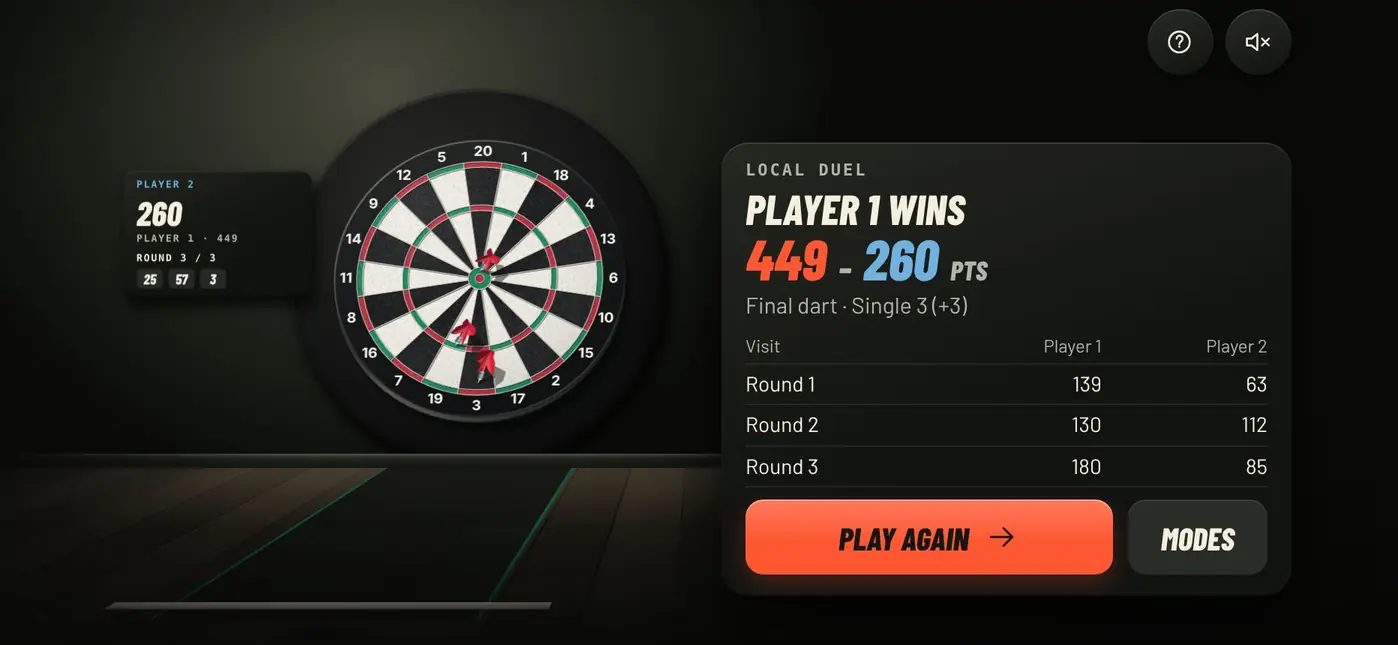 PLAYER 2
260
PLAYER 1 · 449
ROUND 3 / 3
25 57 3
20
5 1
12 18
9 4
14 13
11 6
8 10
16 15
7 2
19 17
3
LOCAL DUEL
PLAYER 1 WINS
449 - 260 PTS
Final dart · Single 3 (+3)
Visit Player 1 Player 2
Round 1 139 63
Round 2 130 112
Round 3 180 85
PLAY AGAIN →
MODES